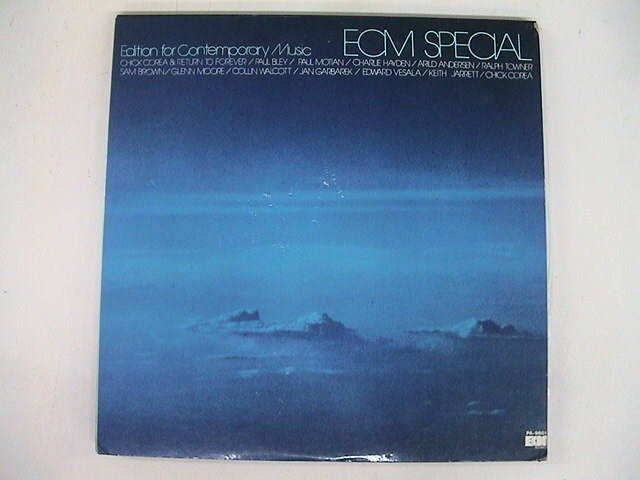 ECM SPECIAL
Edition for Contemporary Music
CHICK COREA & RETURN TO FOREVER / PAUL BLEY / PAUL MOTIAN / CHARLIE HAYDEN / ARILD ANDERSEN / RALPH TOWNER
SAM BROWN / GLENN MOORE / COLLIN WALCOTT / JAN GARBAREK / EDWARD VESALA / KEITH JARRETT / CHICK COREA
ECM